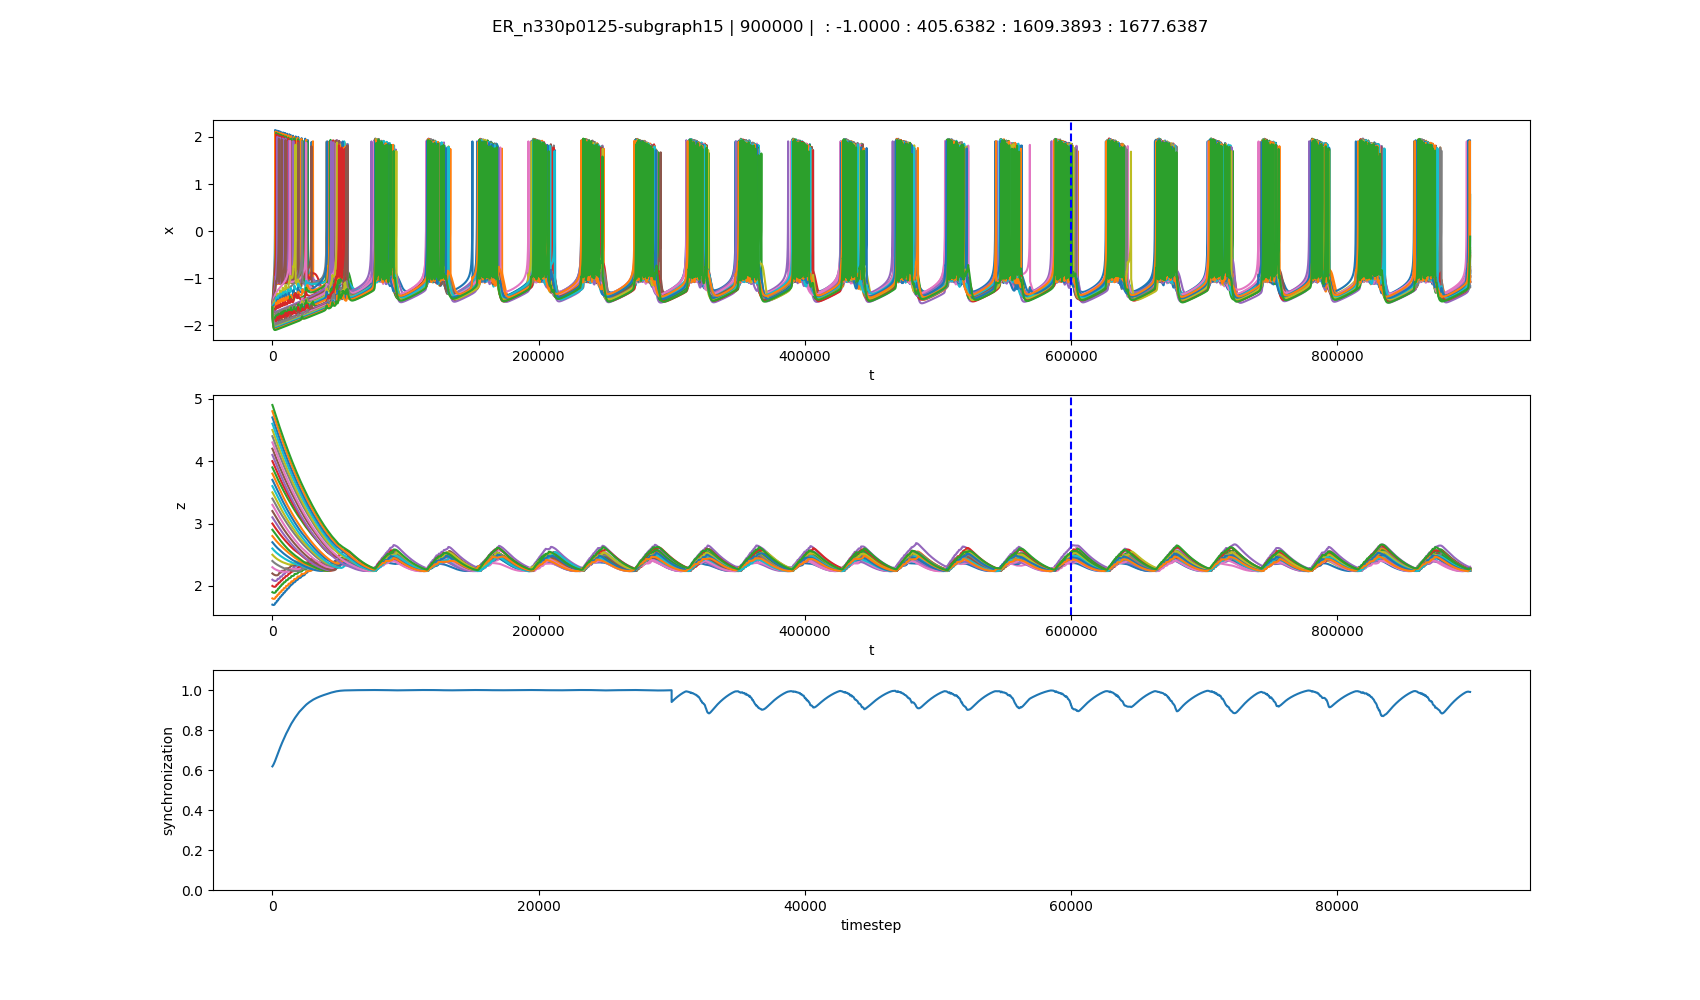 ER_n330p0125-subgraph15 | 900000 |  : -1.0000 : 405.6382 : 1609.3893 : 1677.6387
2
1
0
−1
−2
x
0 200000 400000 600000 800000
t
5
4
3
2
z
0 200000 400000 600000 800000
t
1.0
0.8
0.6
0.4
0.2
0.0
synchronization
0 20000 40000 60000 80000
timestep